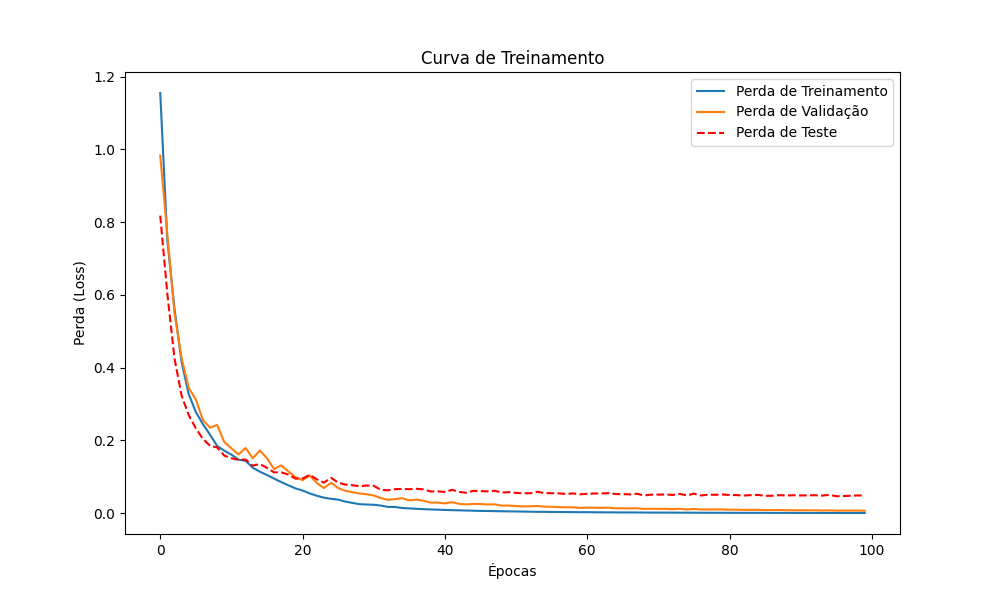 Curva de Treinamento
Perda de Treinamento
Perda de Validação
Perda de Teste
Perda (Loss)
1.2
1.0
0.8
0.6
0.4
0.2
0.0
0 20 40 60 80 100
Épocas